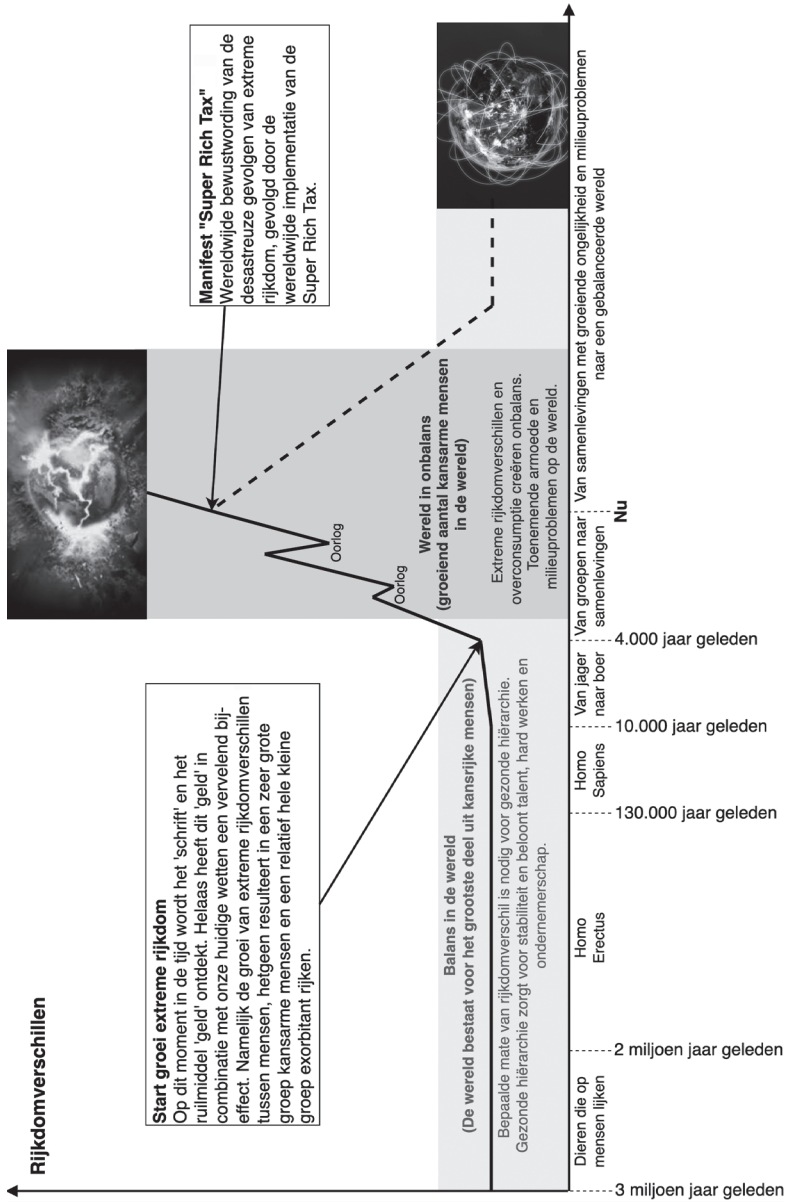 Rijkdomverschillen
Start groei extreme rijkdom
Op dit moment in de tijd wordt het 'schrift' en het
ruilmiddel 'geld' ontdekt. Helaas heeft dit 'geld' in
combinatie met onze huidige wetten een vervelend bij-
effect. Namelijk de groei van extreme rijkdomverschillen
tussen mensen, hetgeen resulteert in een zeer grote
groep kansarme mensen en een relatief hele kleine
groep exorbitant rijken.
Manifest "Super Rich Tax"
Wereldwijde bewustwording van de
desastreuze gevolgen van extreme
rijkdom, gevolgd door de
wereldwijde implementatie van de
Super Rich Tax.
Oorlog
Oorlog
Balans in de wereld
(De wereld bestaat voor het grootste deel uit kansrijke mensen)
Bepaalde mate van rijkdomverschil is nodig voor gezonde hiërarchie.
Gezonde hiërarchie zorgt voor stabiliteit en beloont talent, hard werken en
ondernemerschap.
Wereld in onbalans
(groeiend aantal kansarme mensen
in de wereld)
Extreme rijkdomverschillen en
overconsumptie creëren onbalans.
Toenemende armoede en
milieuproblemen op de wereld.
Dieren die op
mensen lijken
Homo
Erectus
Homo
Sapiens
Van jager
naar boer
Van groepen naar
samenlevingen
Van samenlevingen met groeiende ongelijkheid en milieuproblemen
naar een gebalanceerde wereld
3 miljoen jaar geleden
2 miljoen jaar geleden
130.000 jaar geleden
10.000 jaar geleden
4.000 jaar geleden
Nu